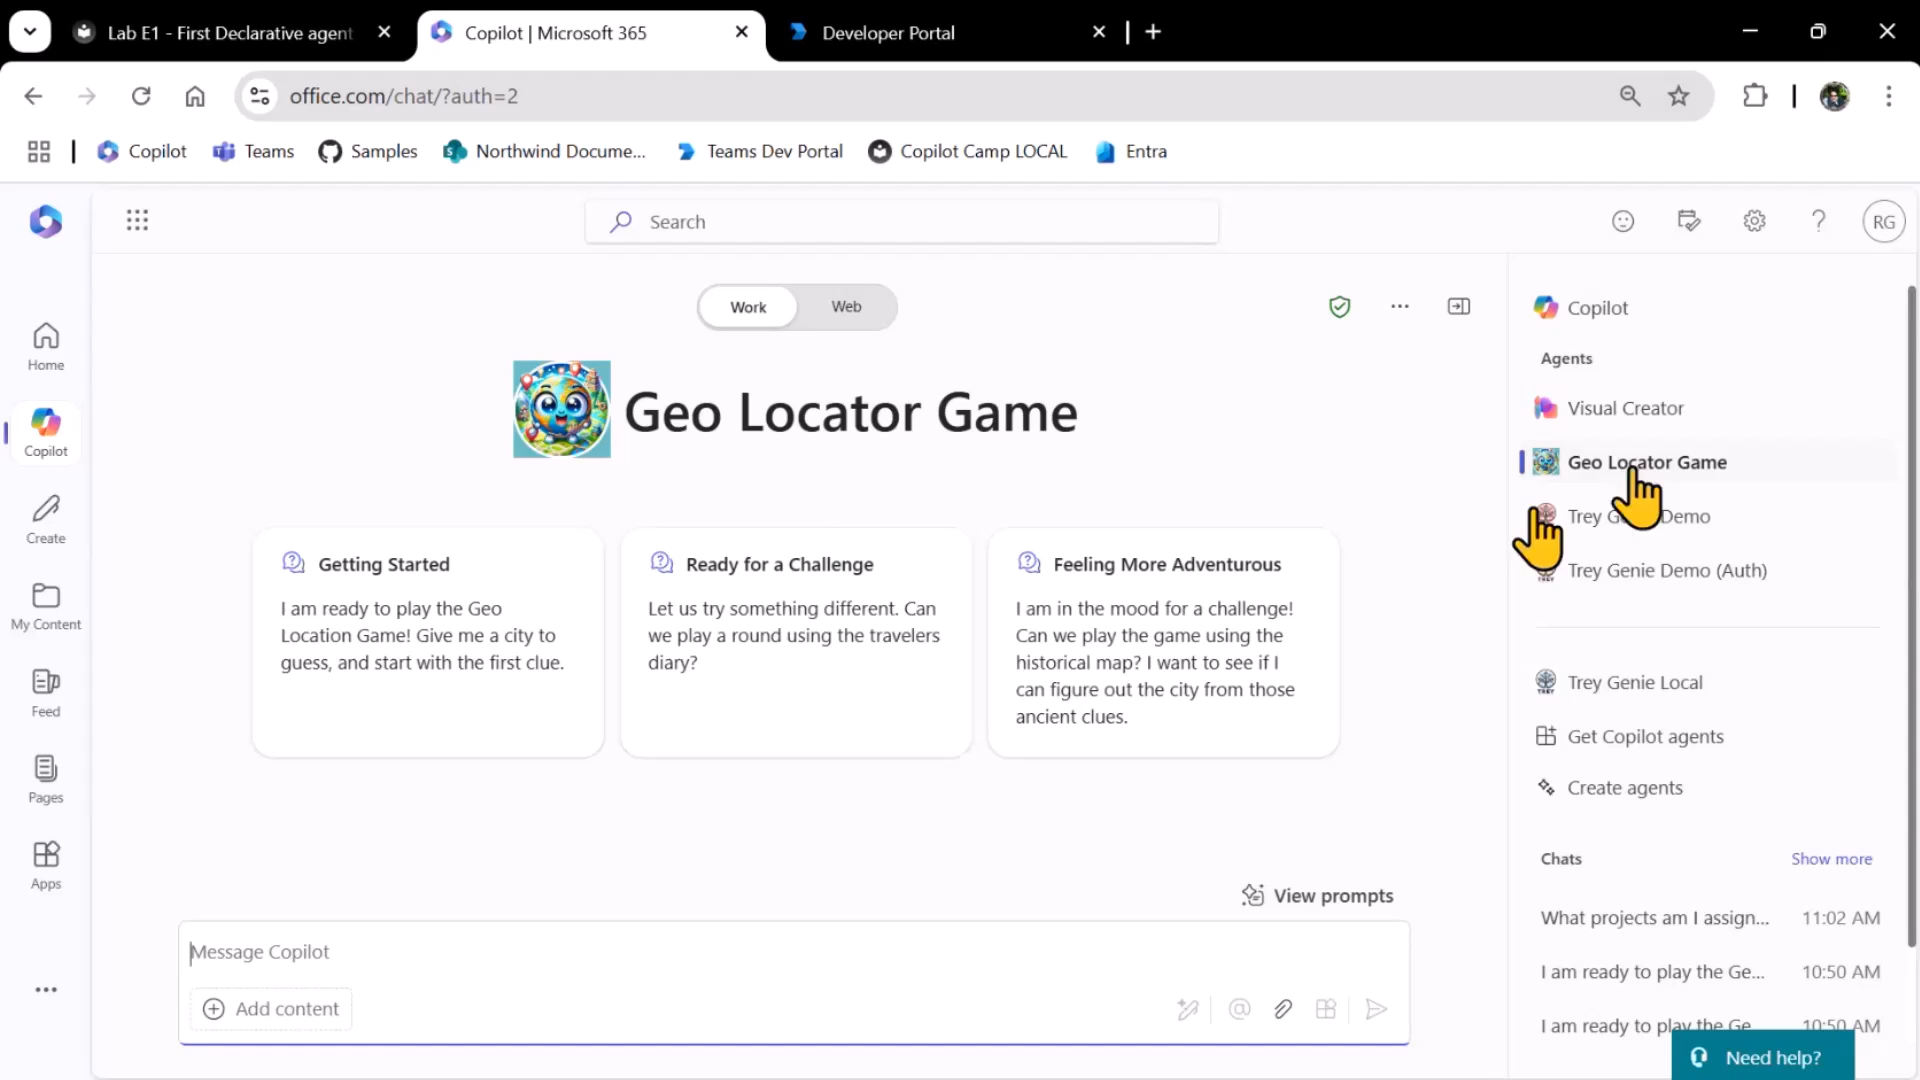 Lab E1 - First Declarative agent
Copilot | Microsoft 365
Developer Portal
office.com/chat/?auth=2
Copilot
Teams
Samples
Northwind Docume...
Teams Dev Portal
Copilot Camp LOCAL
Entra
Search
RG
Home
Copilot
Create
My Content
Feed
Pages
Apps
Work
Web
Geo Locator Game
Getting Started
I am ready to play the Geo
Location Game! Give me a city to
guess, and start with the first clue.
Ready for a Challenge
Let us try something different. Can
we play a round using the travelers
diary?
Feeling More Adventurous
I am in the mood for a challenge!
Can we play the game using the
historical map? I want to see if I
can figure out the city from those
ancient clues.
View prompts
Message Copilot
Add content
Copilot
Agents
Visual Creator
Geo Locator Game
Trey Demo
Trey Genie Demo (Auth)
Trey Genie Local
Get Copilot agents
Create agents
Chats
Show more
What projects am I assign... 11:02 AM
I am ready to play the Ge... 10:50 AM
I am ready to play the Ge 10:50 AM
Need help?